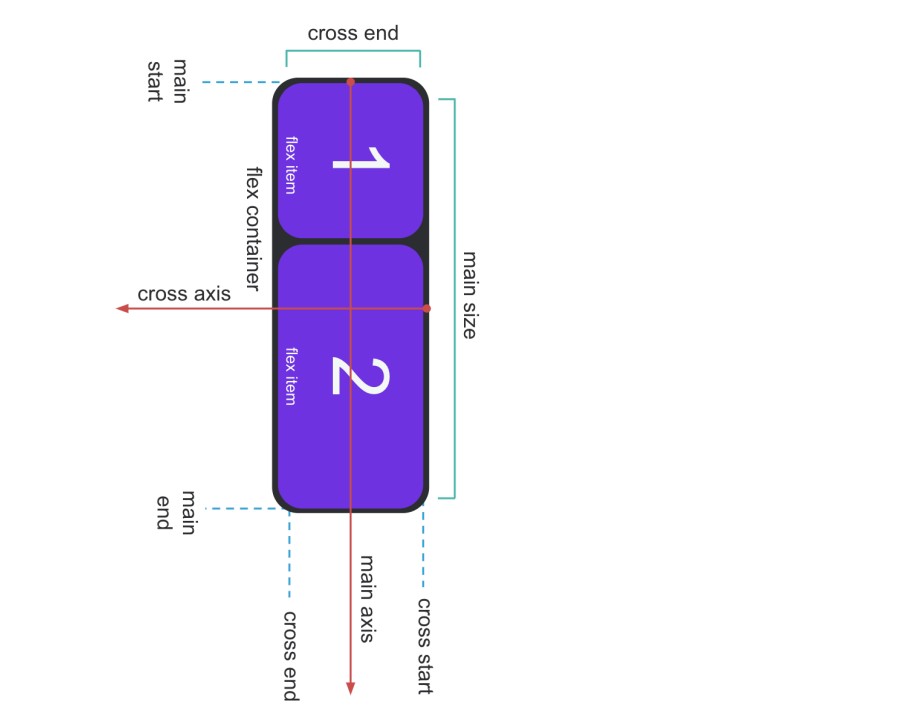 cross end
main
start
1
flex item
flex container
main size
cross axis
2
flex item
main
end
main axis
cross start
cross end